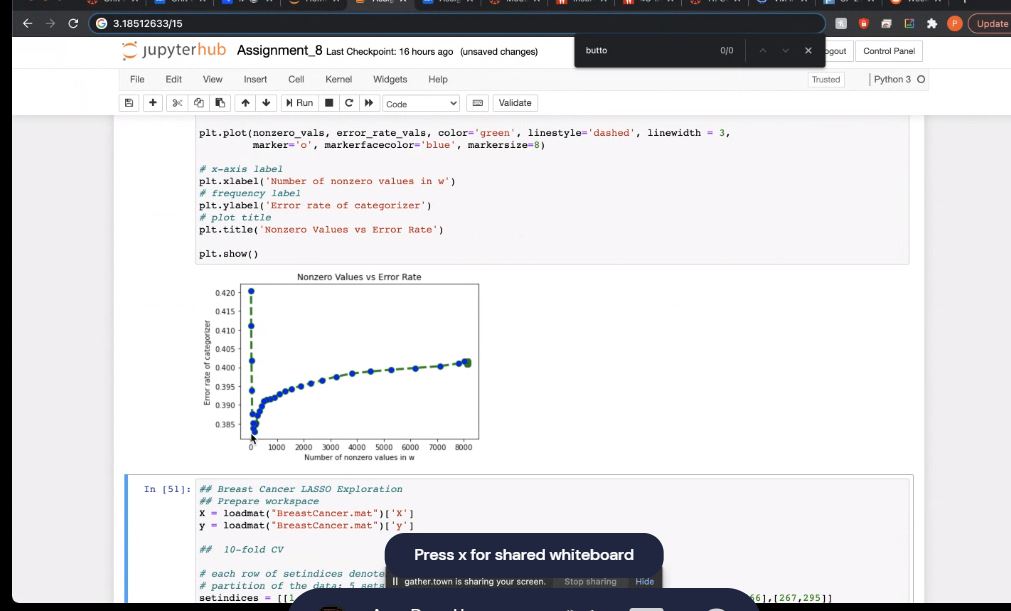 3.18512633/15
Update
jupyterhub Assignment_8 Last Checkpoint: 16 hours ago (unsaved changes)
butto 0/0
Control Panel
File Edit View Insert Cell Kernel Widgets Help
Trusted Python 3
Run Code Validate
plt.plot(nonzero_vals, error_rate_vals, color='green', linestyle='dashed', linewidth = 3,
marker='o', markerfacecolor='blue', markersize=8)
# x-axis label
plt.xlabel('Number of nonzero values in w')
# frequency label
plt.ylabel('Error rate of categorizer')
# plot title
plt.title('Nonzero Values vs Error Rate')
plt.show()
Nonzero Values vs Error Rate
0.420
0.415
0.410
0.405
0.400
0.395
0.390
0.385
Error rate of categorizer
0 1000 2000 3000 4000 5000 6000 7000 8000
Number of nonzero values in w
In [51]: ## Breast Cancer LASSO Exploration
## Prepare workspace
X = loadmat("BreastCancer.mat")['X']
y = loadmat("BreastCancer.mat")['y']
## 10-fold CV
# each row of setindices denote
# partition of the data: 5 sets
setindices = [[1, 66],[267,295]]
Press x for shared whiteboard
gather.town is sharing your screen. Stop sharing Hide